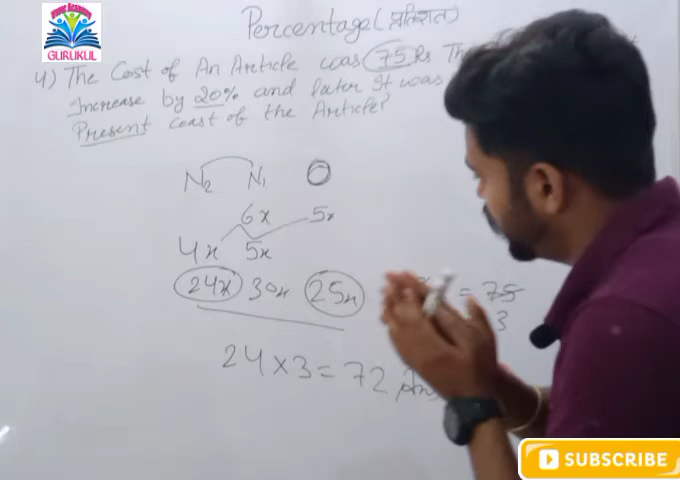 GURUKUL
Percentage (प्रतिशत)
4) The Cost of An Article was 75 Rs The
Increase by 20% and later It was
Present coast of the Article?
N2 N1 O
6x 5x
4x 5x
24x 30x 25x
= 75
3
24 × 3 = 72 Ans
SUBSCRIBE